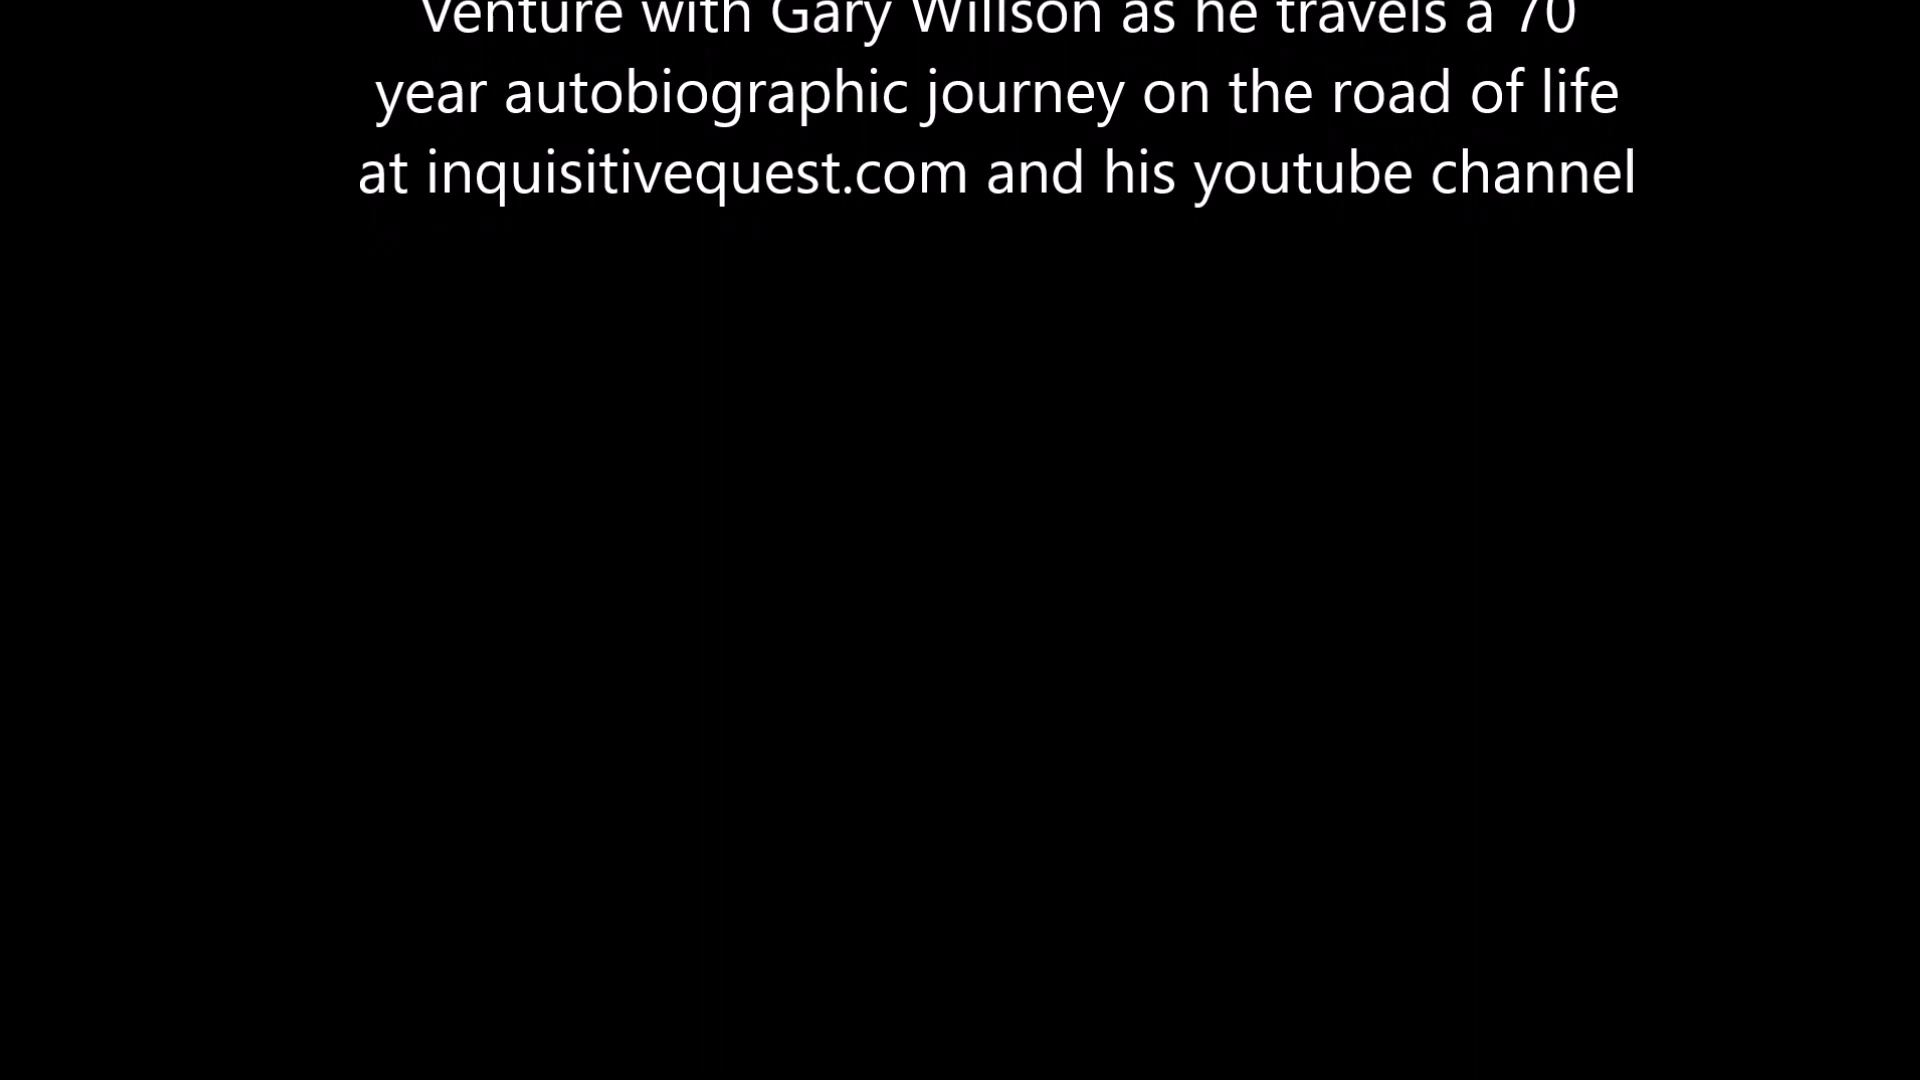 Venture with Gary Willson as he travels a 70
year autobiographic journey on the road of life
at inquisitivequest.com and his youtube channel